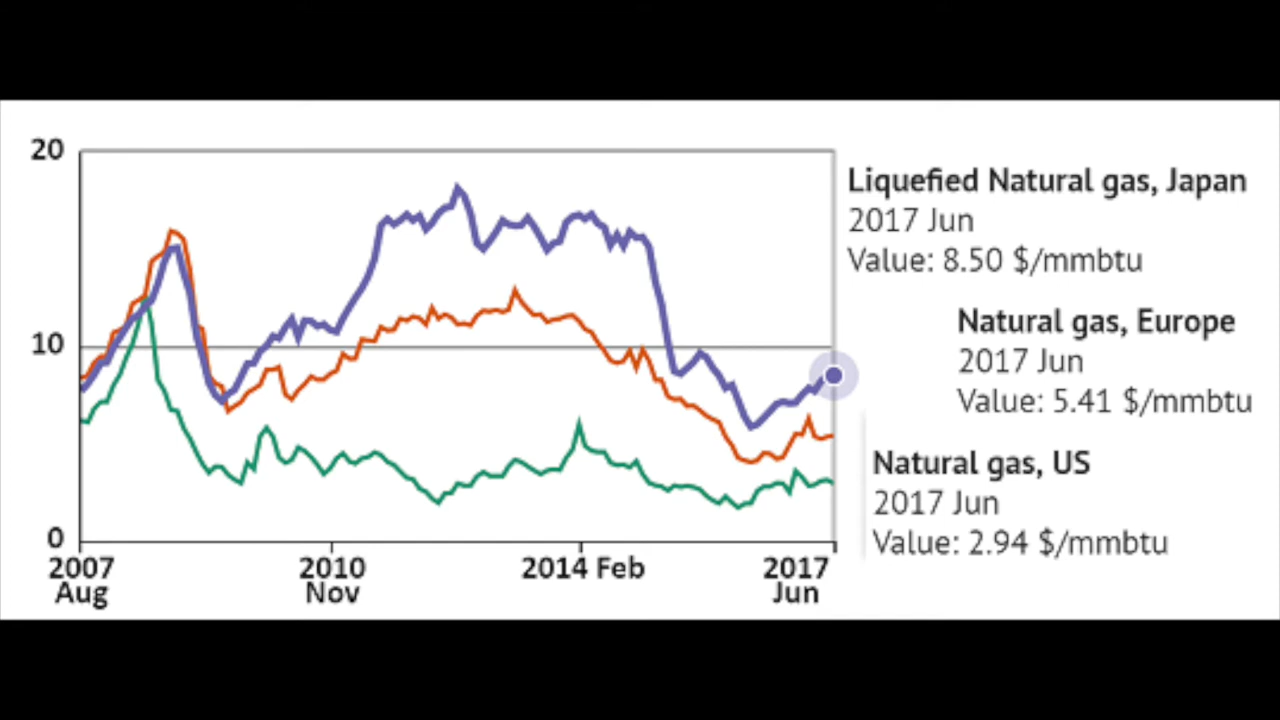 20
10
0
2007
Aug
2010
Nov
2014 Feb
2017
Jun
Liquefied Natural gas, Japan
2017 Jun
Value: 8.50 $/mmbtu
Natural gas, Europe
2017 Jun
Value: 5.41 $/mmbtu
Natural gas, US
2017 Jun
Value: 2.94 $/mmbtu